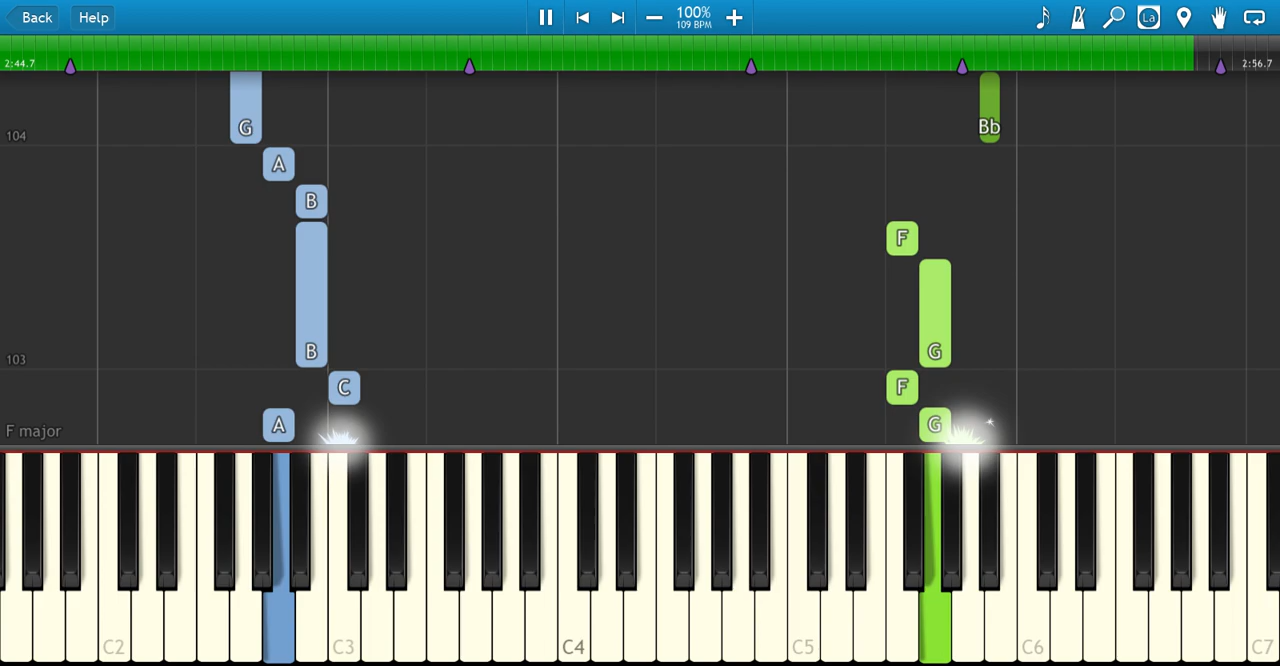 Back Help 100% La
109 BPM
2:44.7 2:56.7
G Bb
104
A
B
F
B G
103
C F
A G
F major
C2 C3 C4 C5 C6 C7